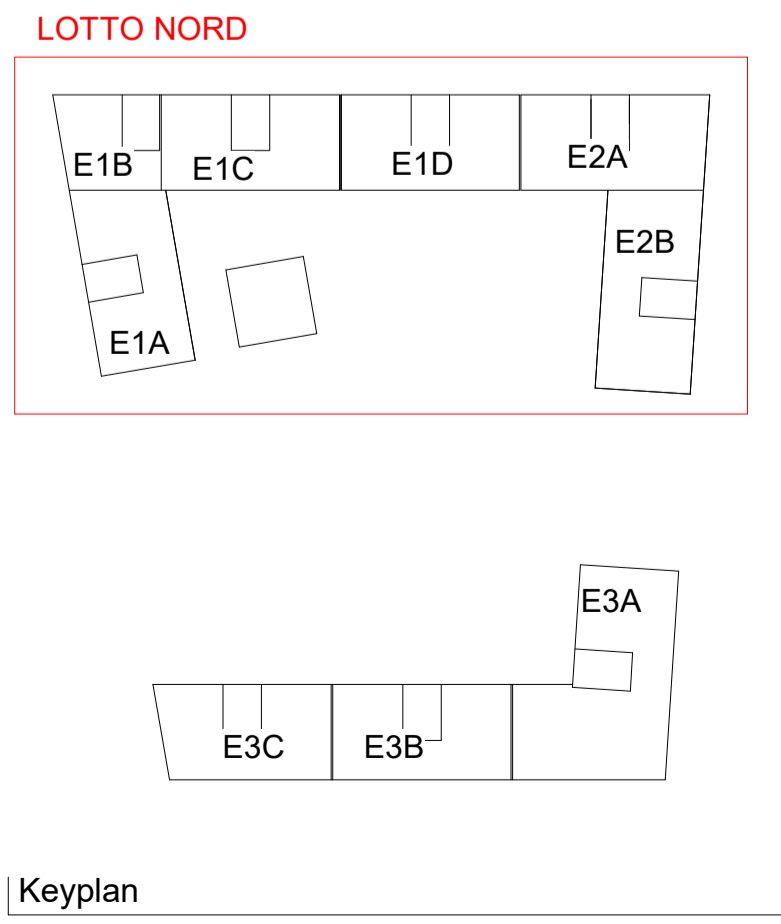 LOTTO NORD
E1B
E1C
E1D
E2A
E2B
E1A
E3A
E3C
E3B
Keyplan